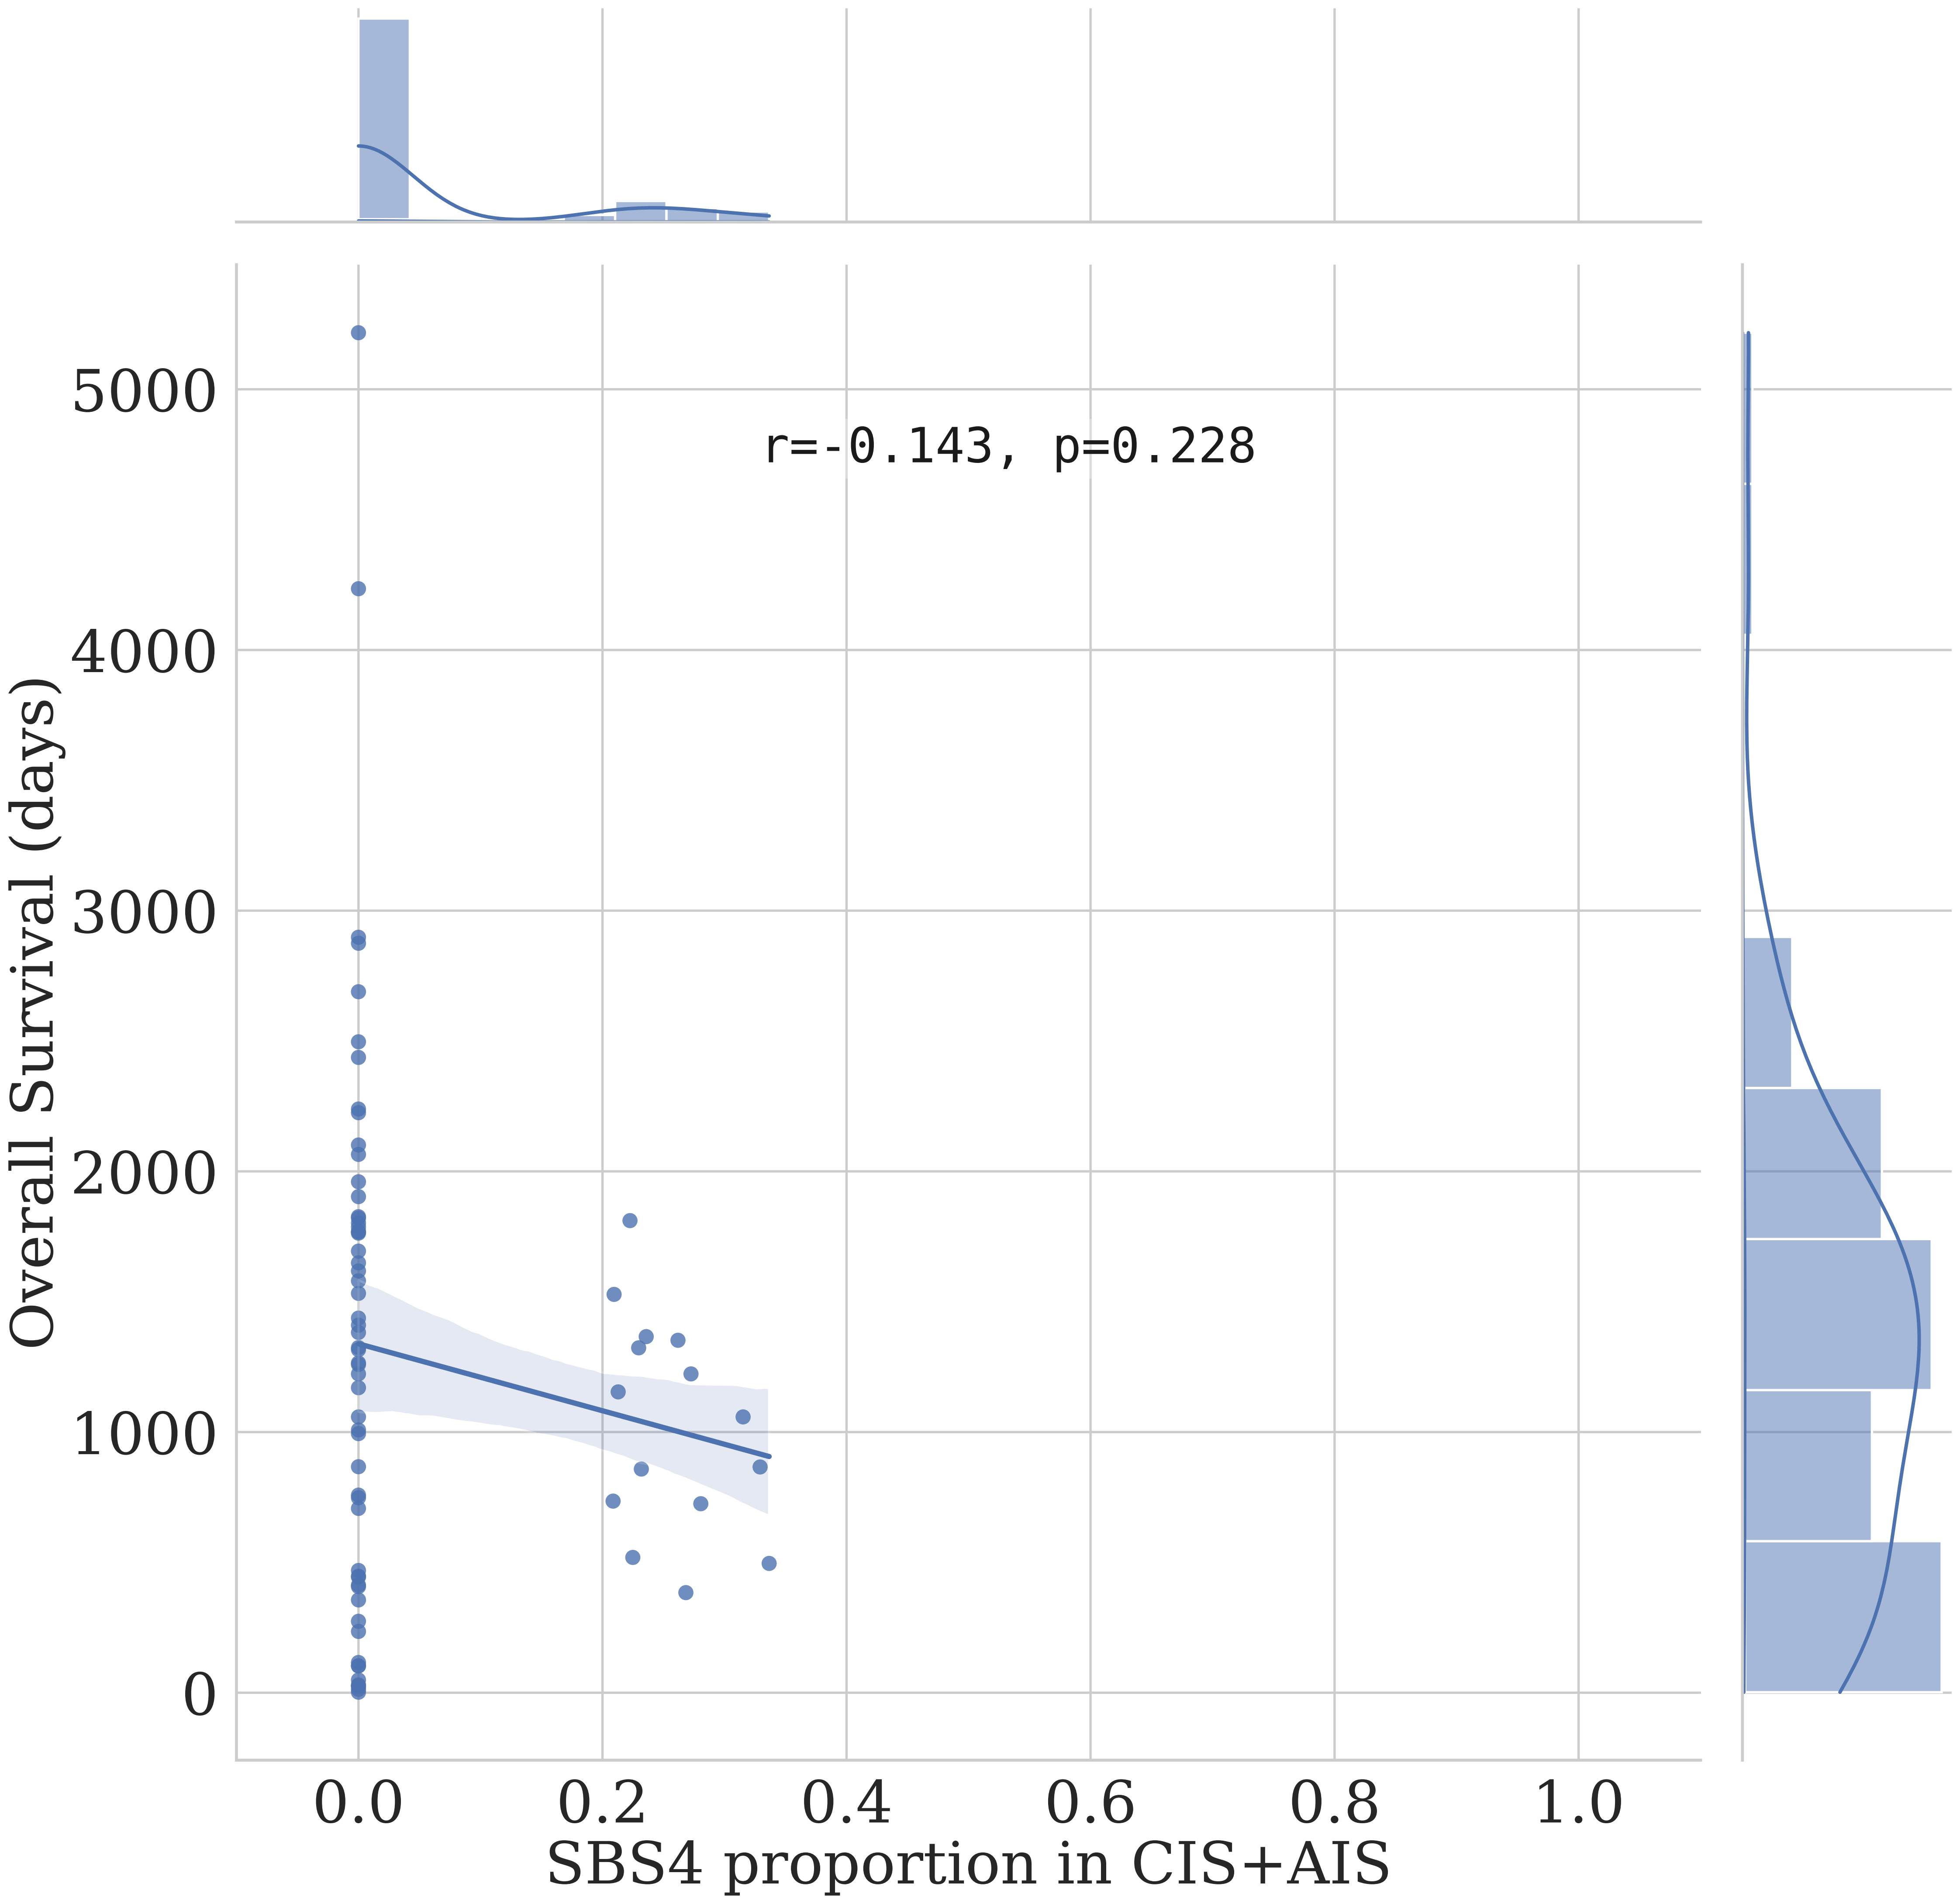 r=-0.143, p=0.228
Overall Survival (days)
5000
4000
3000
2000
1000
0
0.0 0.2 0.4 0.6 0.8 1.0
SBS4 proportion in CIS+AIS